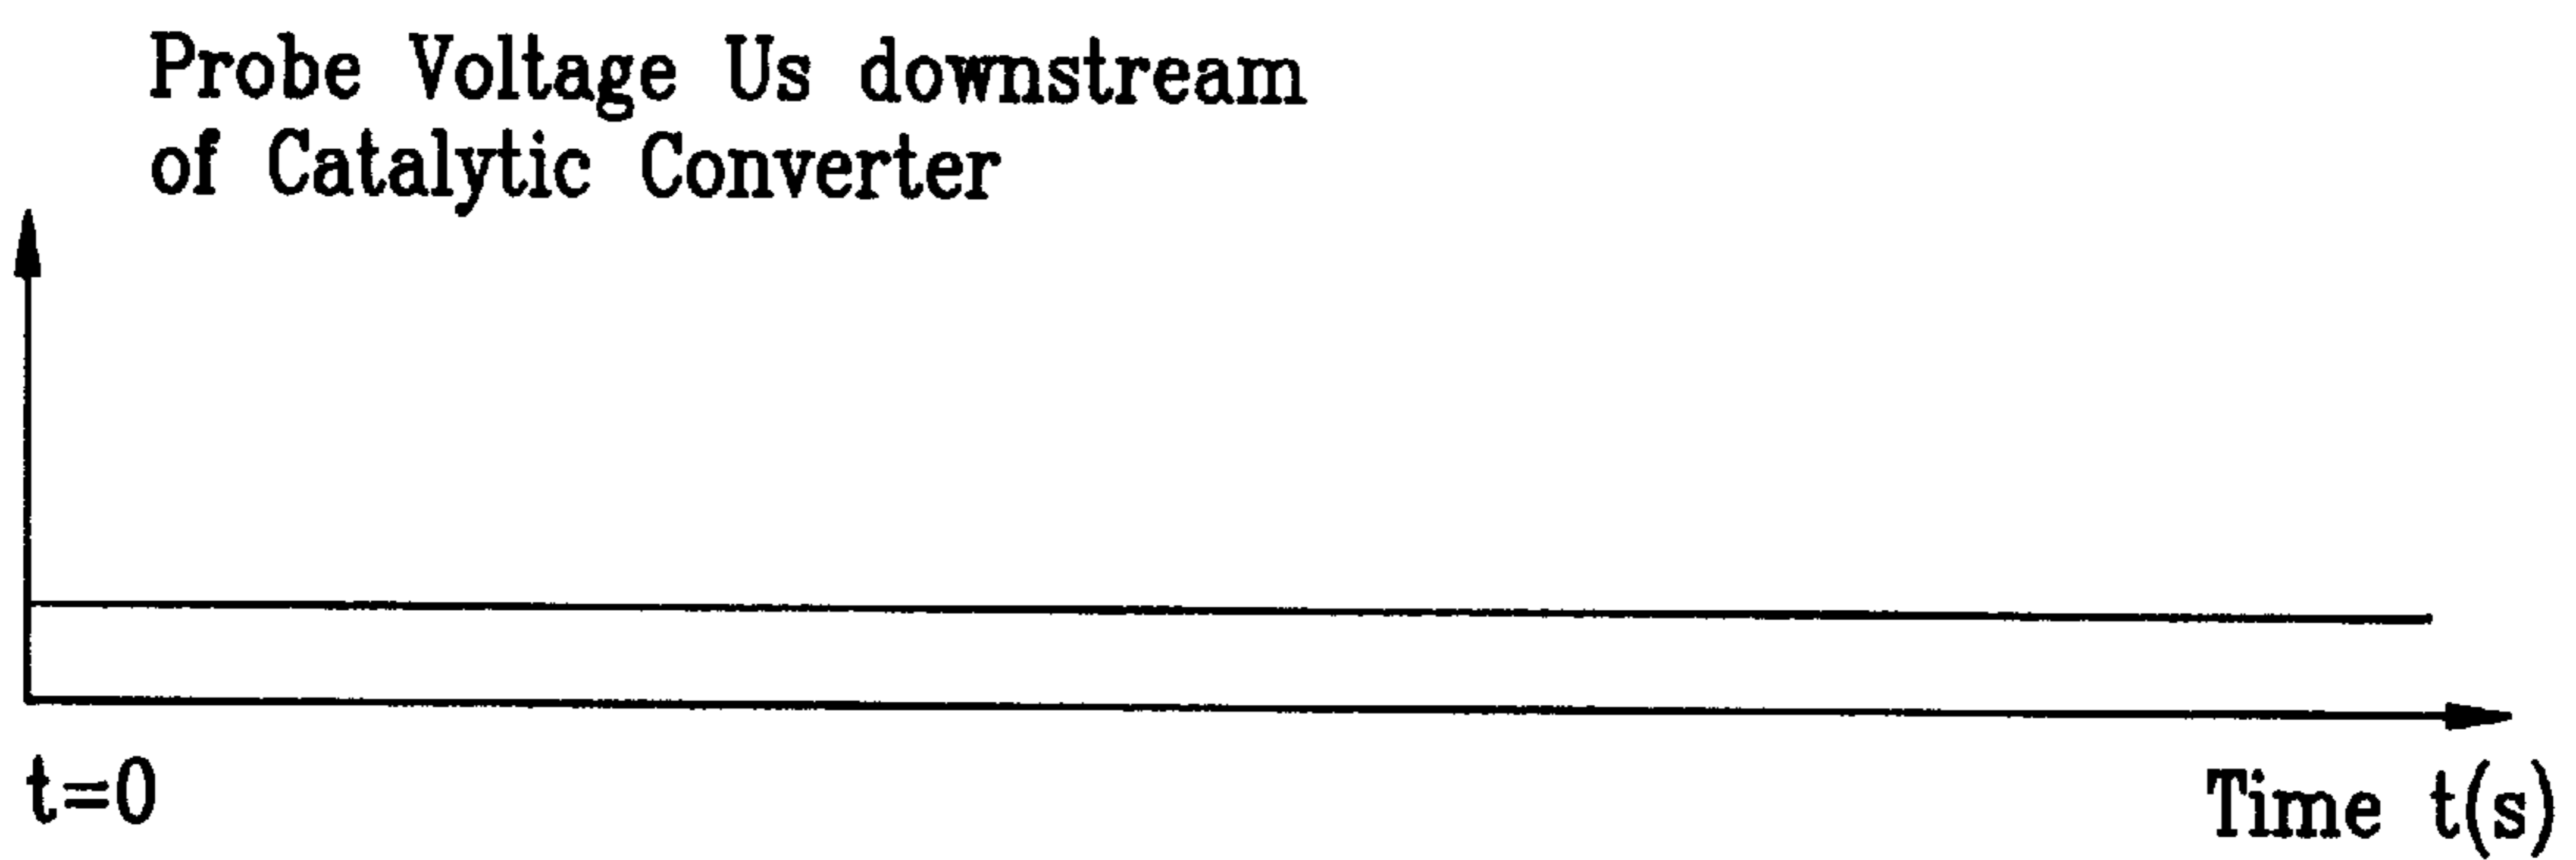 Probe Voltage Us downstream
of Catalytic Converter
t=0
Time t(s)